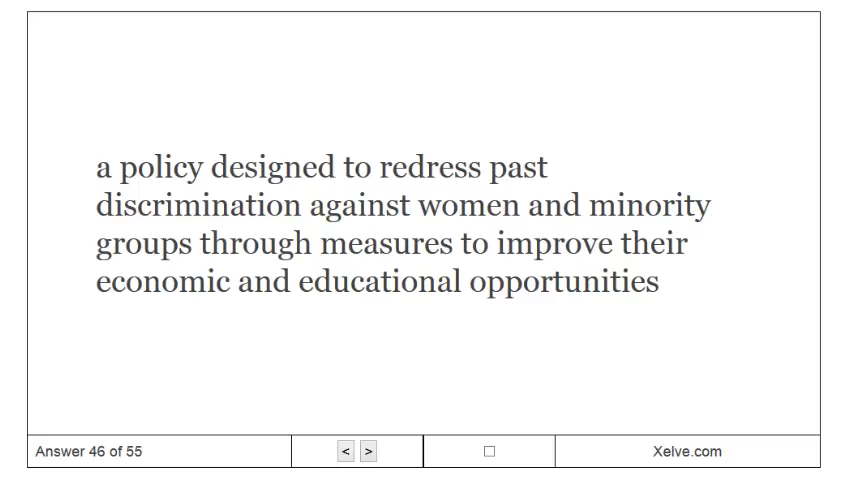 a policy designed to redress past
discrimination against women and minority
groups through measures to improve their
economic and educational opportunities
Answer 46 of 55
< >
Xelve.com